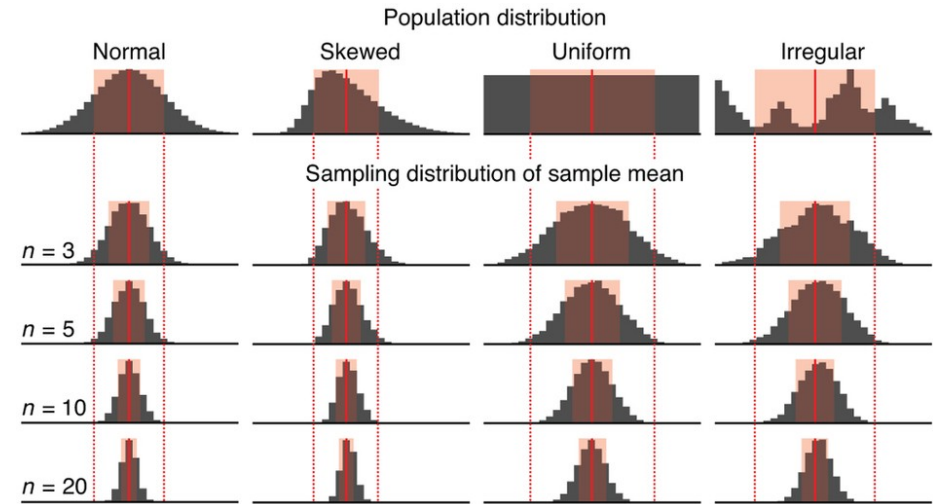 Population distribution
Normal Skewed Uniform Irregular
Sampling distribution of sample mean
n = 3
n = 5
n = 10
n = 20